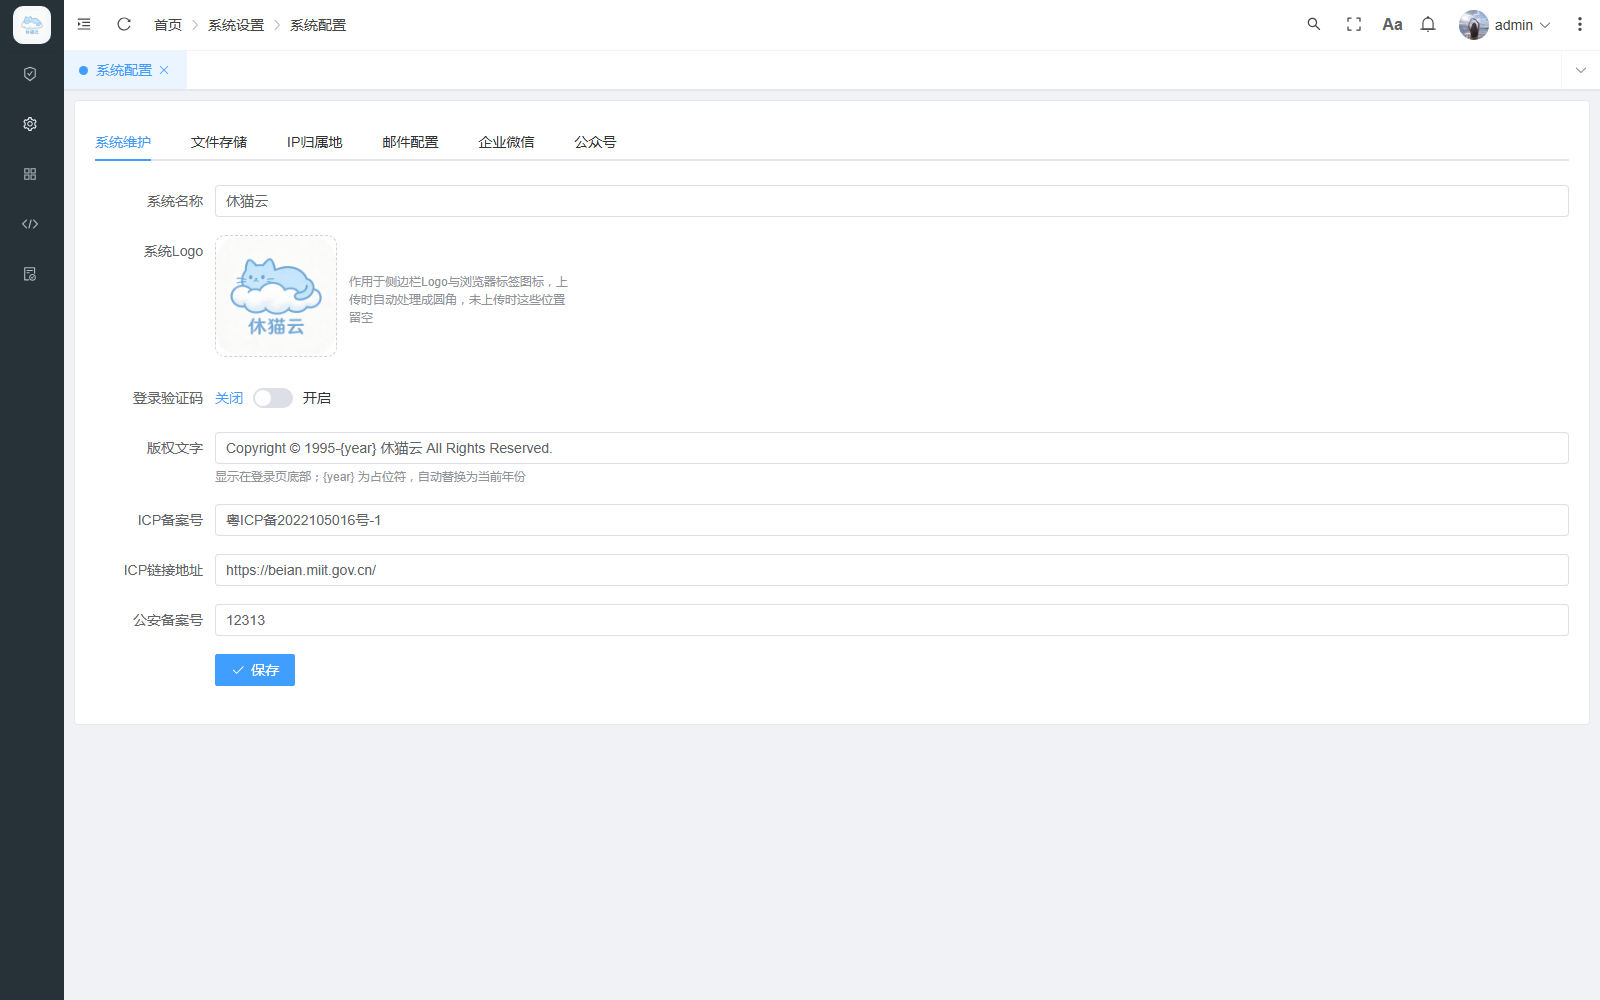 首页
系统设置
系统配置
Aa
admin
系统配置
系统维护
文件存储
IP归属地
邮件配置
企业微信
公众号
系统名称
休猫云
系统Logo
休猫云
作用于侧边栏Logo与浏览器标签图标，上
传时自动处理成圆角，未上传时这些位置
留空
登录验证码
关闭
开启
版权文字
Copyright © 1995-{year} 休猫云 All Rights Reserved.
显示在登录页底部；{year} 为占位符，自动替换为当前年份
ICP备案号
粤ICP备2022105016号-1
ICP链接地址
https://beian.miit.gov.cn/
公安备案号
12313
保存